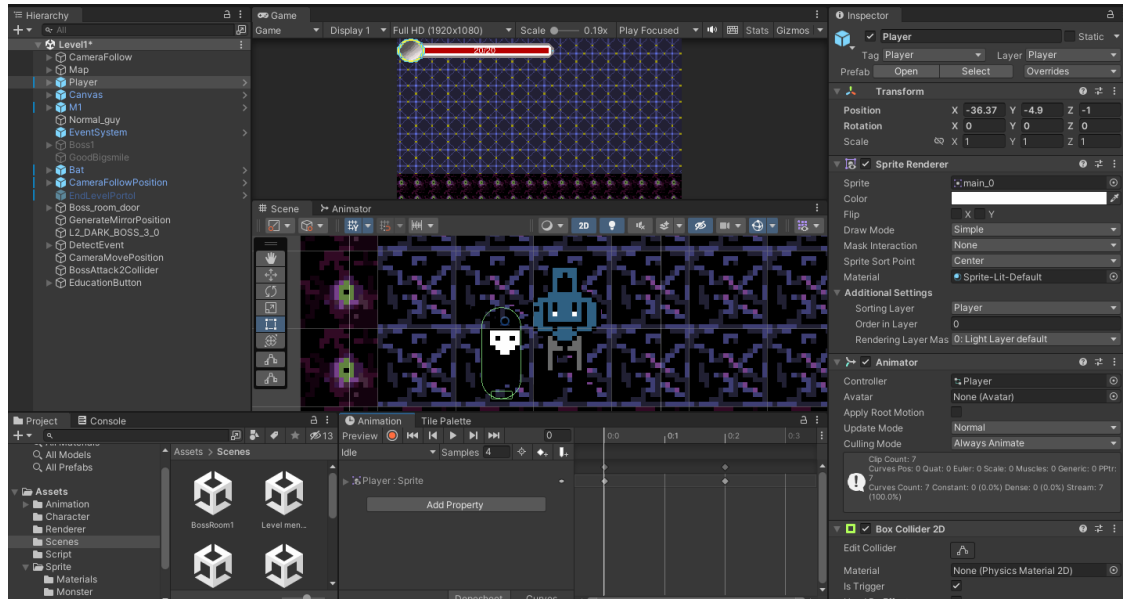 Hierarchy
All
Level1*
CameraFollow
Map
Player
Canvas
M1
Normal_guy
EventSystem
Boss1
GoodBigsmile
Bat
CameraFollowPosition
EndLevelPortol
Boss_room_door
GenerateMirrorPosition
L2_DARK_BOSS_3_0
DetectEvent
CameraMovePosition
BossAttack2Collider
EducationButton
Game
Game Display 1 Full HD (1920x1080) Scale 0.19x Play Focused Stats Gizmos
20/20
Scene Animator
2D
Project Console
13
All Models
All Prefabs
Assets
Animation
Character
Renderer
Scenes
Script
Sprite
Materials
Monster
Assets > Scenes
BossRoom1 Level men...
Animation Tile Palette
Preview 0
Idle Samples 4
0:0 0:1 0:2 0:3
Player : Sprite
Add Property
Dopesheet Curves
Inspector
Player Static
Tag Player Layer Player
Prefab Open Select Overrides
Transform
Position X -36.37 Y -4.9 Z -1
Rotation X 0 Y 0 Z 0
Scale X 1 Y 1 Z 1
Sprite Renderer
Sprite main_0
Color
Flip X Y
Draw Mode Simple
Mask Interaction None
Sprite Sort Point Center
Material Sprite-Lit-Default
Additional Settings
Sorting Layer Player
Order in Layer 0
Rendering Layer Mas 0: Light Layer default
Animator
Controller Player
Avatar None (Avatar)
Apply Root Motion
Update Mode Normal
Culling Mode Always Animate
Clip Count: 7
Curves Pos: 0 Quat: 0 Euler: 0 Scale: 0 Muscles: 0 Generic: 0 PPtr:
7
Curves Count: 7 Constant: 0 (0.0%) Dense: 0 (0.0%) Stream: 7
(100.0%)
Box Collider 2D
Edit Collider
Material None (Physics Material 2D)
Is Trigger